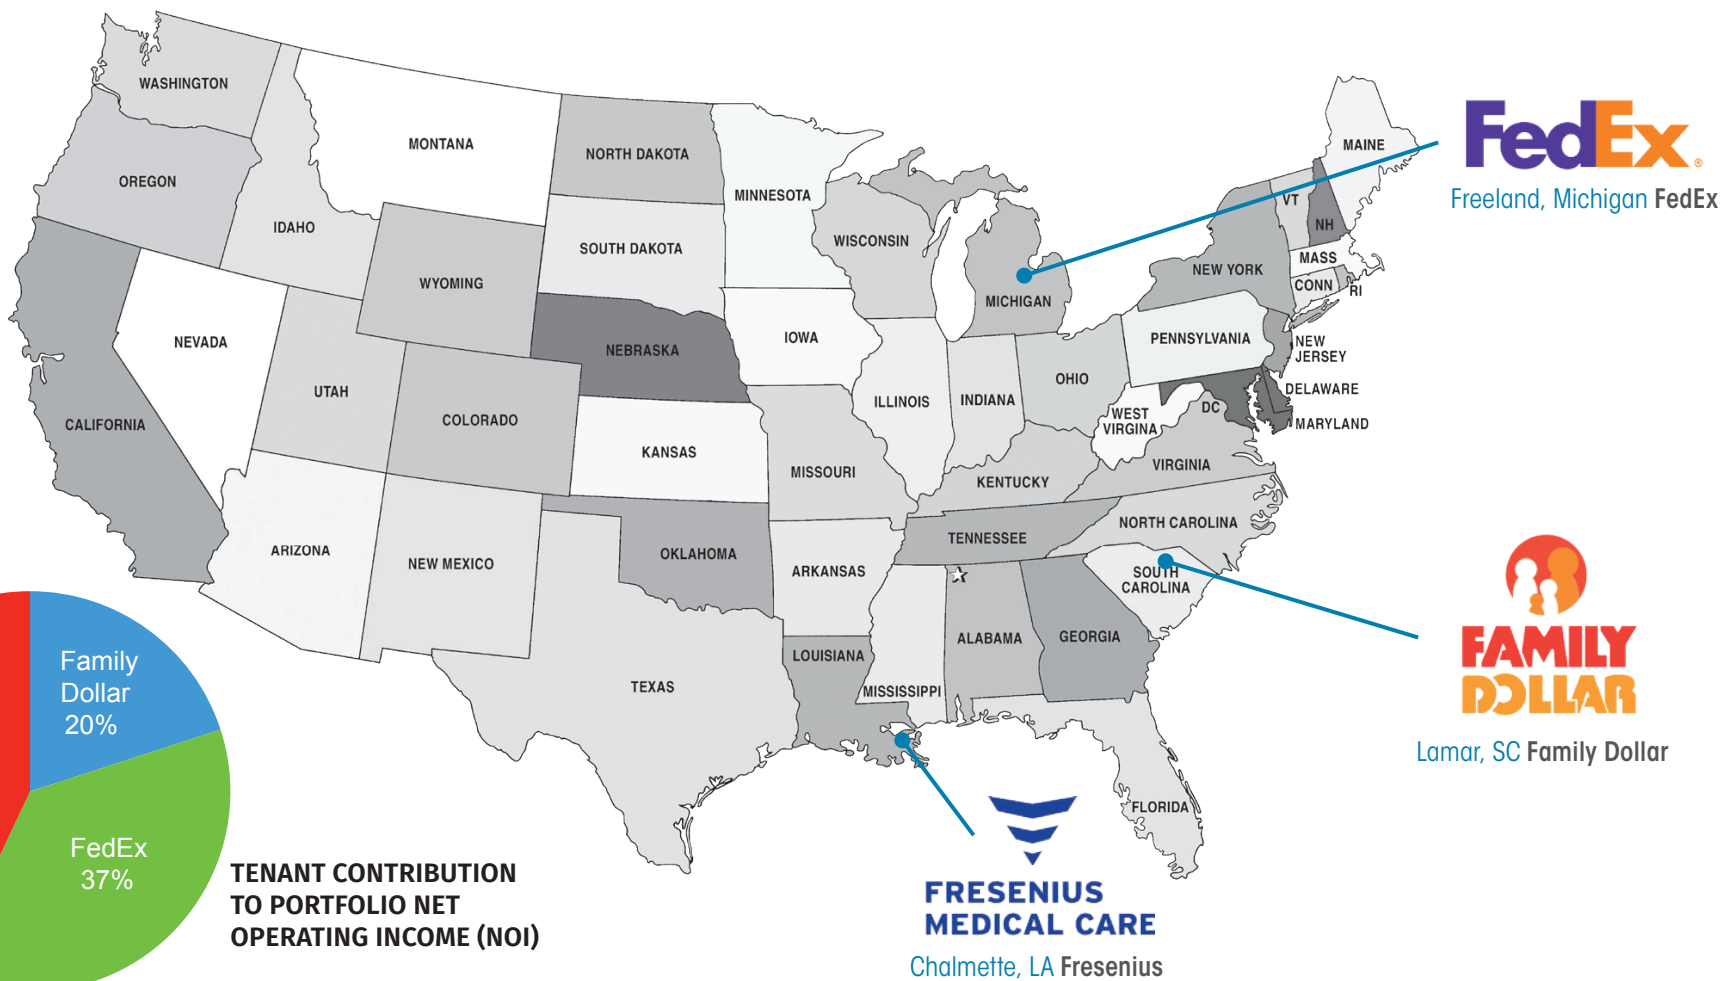 WASHINGTON
OREGON
IDAHO
MONTANA
NORTH DAKOTA
MINNESOTA
SOUTH DAKOTA
WYOMING
WISCONSIN
MICHIGAN
NEW YORK
VT
NH
MAINE
MASS
CONN
RI
NEVADA
UTAH
COLORADO
CALIFORNIA
NEBRASKA
IOWA
KANSAS
MISSOURI
ILLINOIS
INDIANA
OHIO
PENNSYLVANIA
NEW
JERSEY
DELAWARE
MARYLAND
DC
WEST
VIRGINA
VIRGINIA
KENTUCKY
TENNESSEE
NORTH CAROLINA
SOUTH
CAROLINA
ARIZONA
NEW MEXICO
OKLAHOMA
ARKANSAS
TEXAS
LOUISIANA
MISSISSIPPI
ALABAMA
GEORGIA
FLORIDA
FedEx®
Freeland, Michigan FedEx
FAMILY
DOLLAR
Lamar, SC Family Dollar
FRESENIUS
MEDICAL CARE
Chalmette, LA Fresenius
Family
Dollar
20%
FedEx
37%
TENANT CONTRIBUTION
TO PORTFOLIO NET
OPERATING INCOME (NOI)